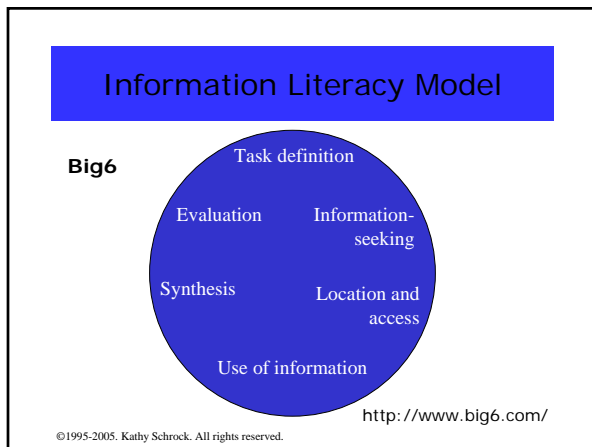 Information Literacy Model
Big6
Task definition
Evaluation
Information-
seeking
Synthesis
Location and
access
Use of information
http://www.big6.com/
©1995-2005. Kathy Schrock. All rights reserved.